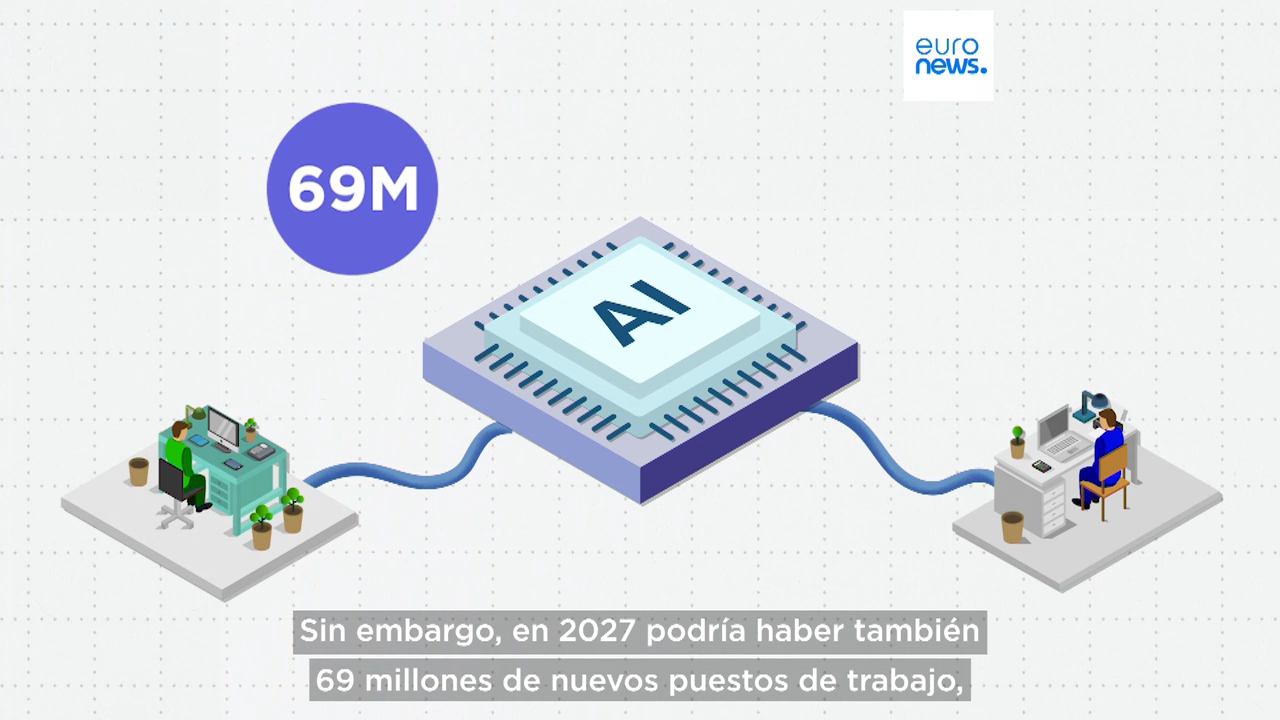 euro
news.
69M
AI
Sin embargo, en 2027 podría haber también
69 millones de nuevos puestos de trabajo,